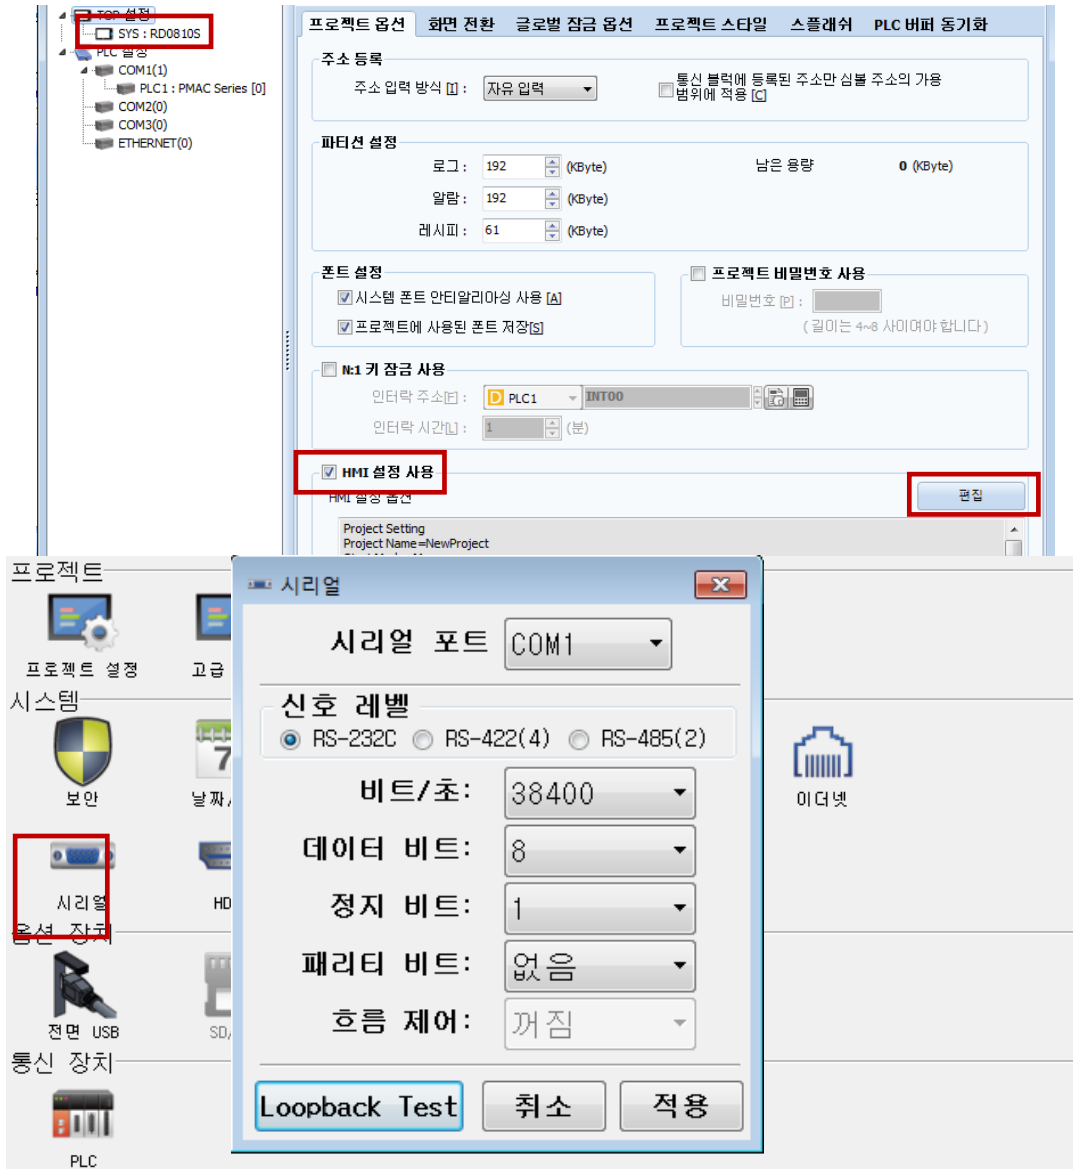 TOP 설정
SYS : RD0810S
PLC 설정
COM1(1)
PLC1 : PMAC Series [0]
COM2(0)
COM3(0)
ETHERNET(0)
프로젝트 옵션 화면 전환 글로벌 잠금 옵션 프로젝트 스타일 스플래쉬 PLC 버퍼 동기화
주소 등록
주소 입력 방식 [I] : 자유 입력
통신 블럭에 등록된 주소만 심볼 주소의 가용
범위에 적용 [C]
파티션 설정
로그 : 192 (KByte) 남은 용량 0 (KByte)
알람 : 192 (KByte)
레시피 : 61 (KByte)
폰트 설정
시스템 폰트 안티알리아싱 사용 [A]
프로젝트에 사용된 폰트 저장[S]
프로젝트 비밀번호 사용
비밀번호 [P] :
(길이는 4~8 사이여야 합니다)
N:1 키 잠금 사용
인터락 주소[F] : D PLC1 INT00
인터락 시간[L] : 1 (분)
HMI 설정 사용
HMI 설정 옵션 편집
Project Setting
Project Name=NewProject
프로젝트
프로젝트 설정
고급
시스템
보안
날짜/
이더넷
시리얼
HD
옵션 장치
전면 USB
SD/
통신 장치
PLC
시리얼
시리얼 포트 COM1
신호 레벨
RS-232C RS-422(4) RS-485(2)
비트/초: 38400
데이터 비트: 8
정지 비트: 1
패리티 비트: 없음
흐름 제어: 꺼짐
Loopback Test 취소 적용